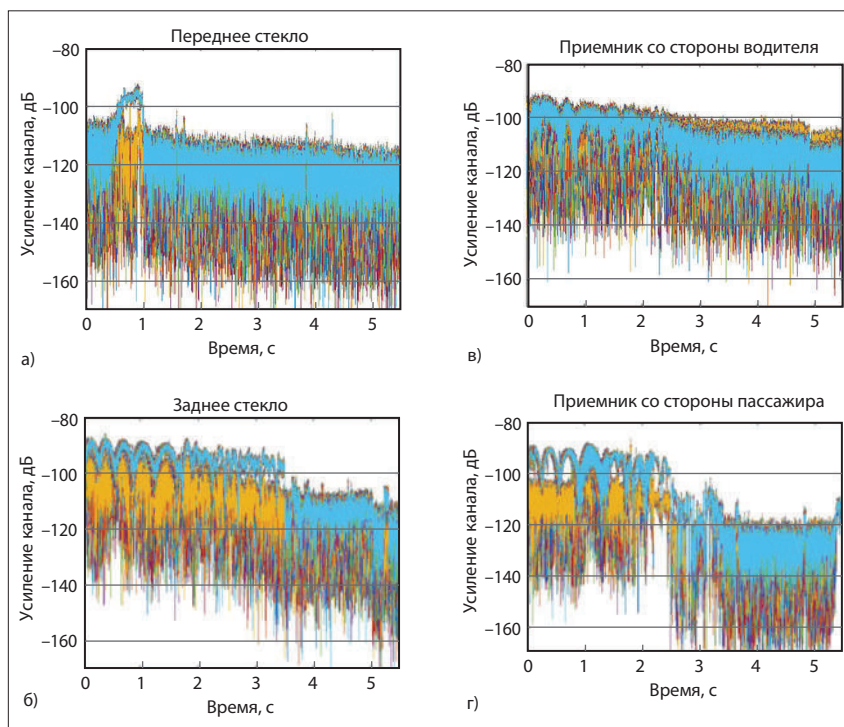 Переднее стекло
–80
–100
–120
–140
–160
Усиление канала, дБ
0 1 2 3 4 5
Время, с
а)
Приемник со стороны водителя
–80
–100
–120
–140
–160
Усиление канала, дБ
0 1 2 3 4 5
Время, с
в)
Заднее стекло
–80
–100
–120
–140
–160
Усиление канала, дБ
0 1 2 3 4 5
Время, с
б)
Приемник со стороны пассажира
–80
–100
–120
–140
–160
Усиление канала, дБ
0 1 2 3 4 5
Время, с
г)